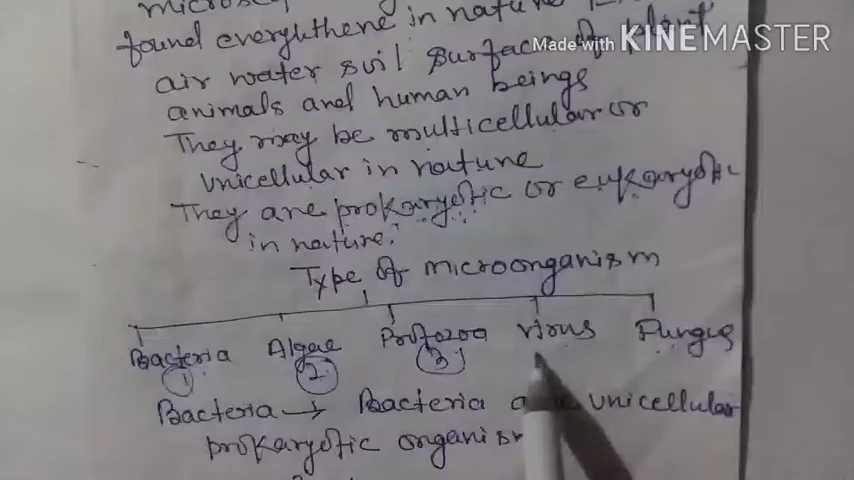 found everywhere in nature
Made with KINEMASTER
air water soil surface of plant
animals and human beings
They may be multicellular or
unicellular in nature
They are prokaryotic or eukaryotic
in nature.
Type of microorganism
Bacteria Algae Protozoa virus Fungus
1 2 3
Bacteria → Bacteria unicellular
prokaryotic